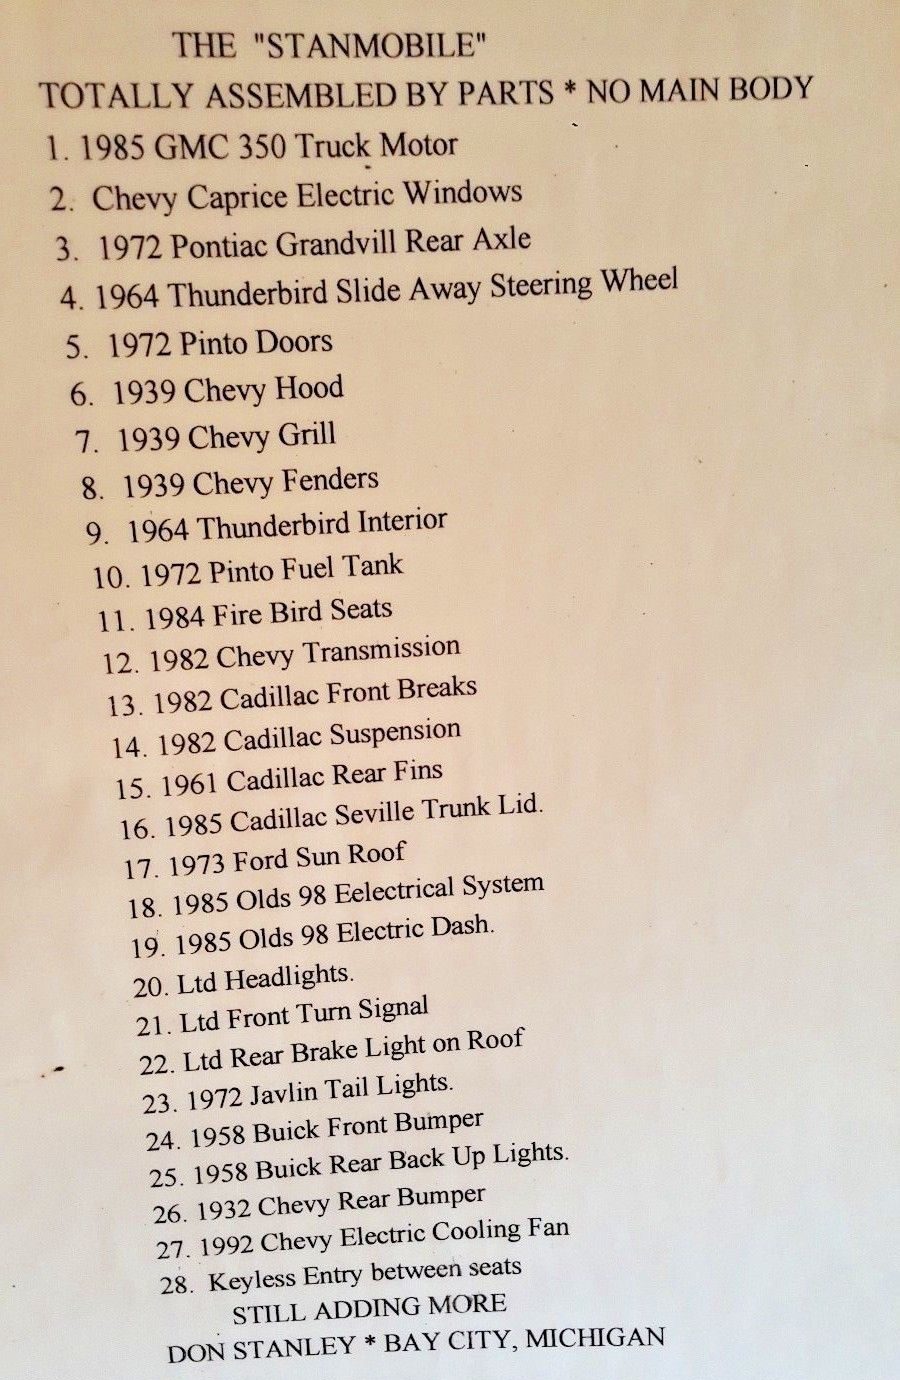 THE "STANMOBILE"
TOTALLY ASSEMBLED BY PARTS * NO MAIN BODY
1. 1985 GMC 350 Truck Motor
2. Chevy Caprice Electric Windows
3. 1972 Pontiac Grandvill Rear Axle
4. 1964 Thunderbird Slide Away Steering Wheel
5. 1972 Pinto Doors
6. 1939 Chevy Hood
7. 1939 Chevy Grill
8. 1939 Chevy Fenders
9. 1964 Thunderbird Interior
10. 1972 Pinto Fuel Tank
11. 1984 Fire Bird Seats
12. 1982 Chevy Transmission
13. 1982 Cadillac Front Breaks
14. 1982 Cadillac Suspension
15. 1961 Cadillac Rear Fins
16. 1985 Cadillac Seville Trunk Lid.
17. 1973 Ford Sun Roof
18. 1985 Olds 98 Eelectrical System
19. 1985 Olds 98 Electric Dash.
20. Ltd Headlights.
21. Ltd Front Turn Signal
22. Ltd Rear Brake Light on Roof
23. 1972 Javlin Tail Lights.
24. 1958 Buick Front Bumper
25. 1958 Buick Rear Back Up Lights.
26. 1932 Chevy Rear Bumper
27. 1992 Chevy Electric Cooling Fan
28. Keyless Entry between seats
STILL ADDING MORE
DON STANLEY * BAY CITY, MICHIGAN